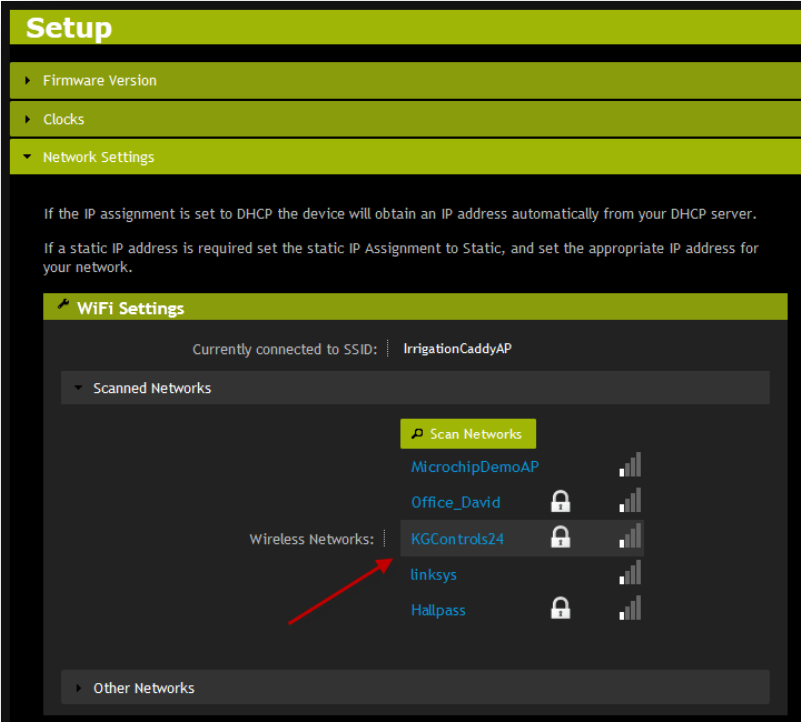 Setup
Firmware Version
Clocks
Network Settings
If the IP assignment is set to DHCP the device will obtain an IP address automatically from your DHCP server.
If a static IP address is required set the static IP Assignment to Static, and set the appropriate IP address for
your network.
WiFi Settings
Currently connected to SSID: IrrigationCaddyAP
Scanned Networks
Scan Networks
MicrochipDemoAP
Office_David
Wireless Networks: KGControls24
linksys
Hallpass
Other Networks